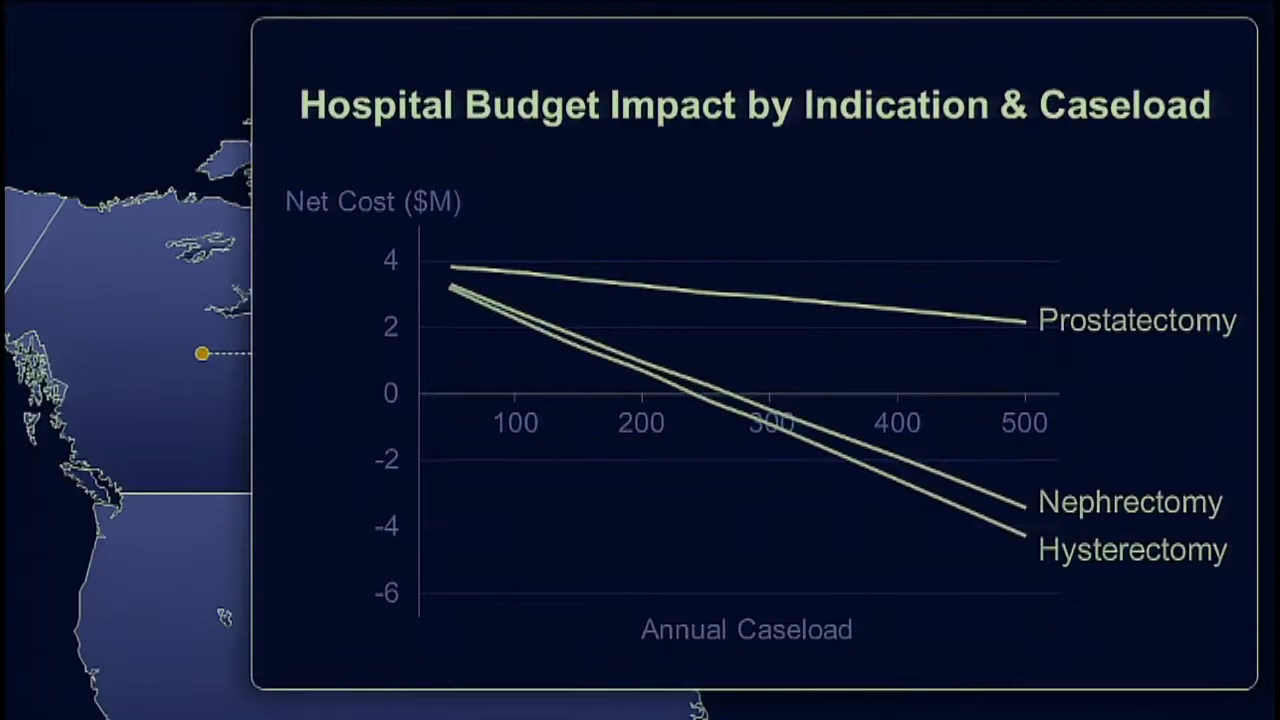 Hospital Budget Impact by Indication & Caseload
Net Cost ($M)
4
2
Prostatectomy
0
100 200 300 400 500
-2
Nephrectomy
-4
Hysterectomy
-6
Annual Caseload